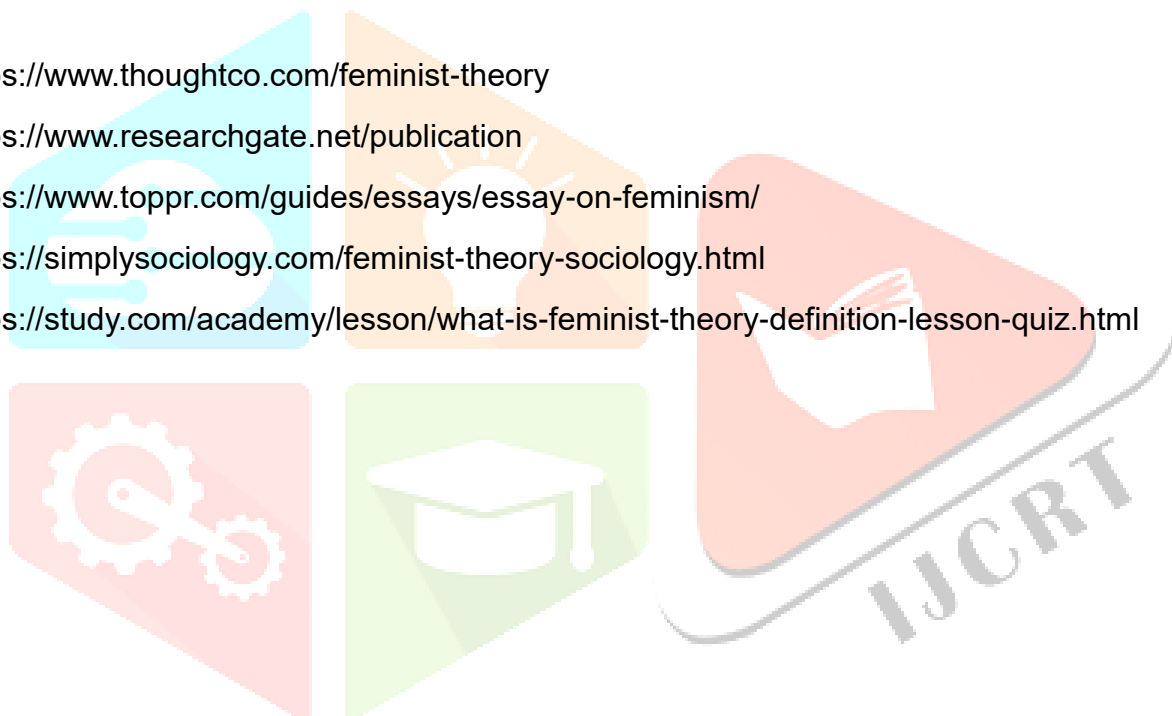 s://www.thoughtco.com/feminist-theory
s://www.researchgate.net/publication
s://www.toppr.com/guides/essays/essay-on-feminism/
s://simplysociology.com/feminist-theory-sociology.html
s://study.com/academy/lesson/what-is-feminist-theory-definition-lesson-quiz.html
IJCRT